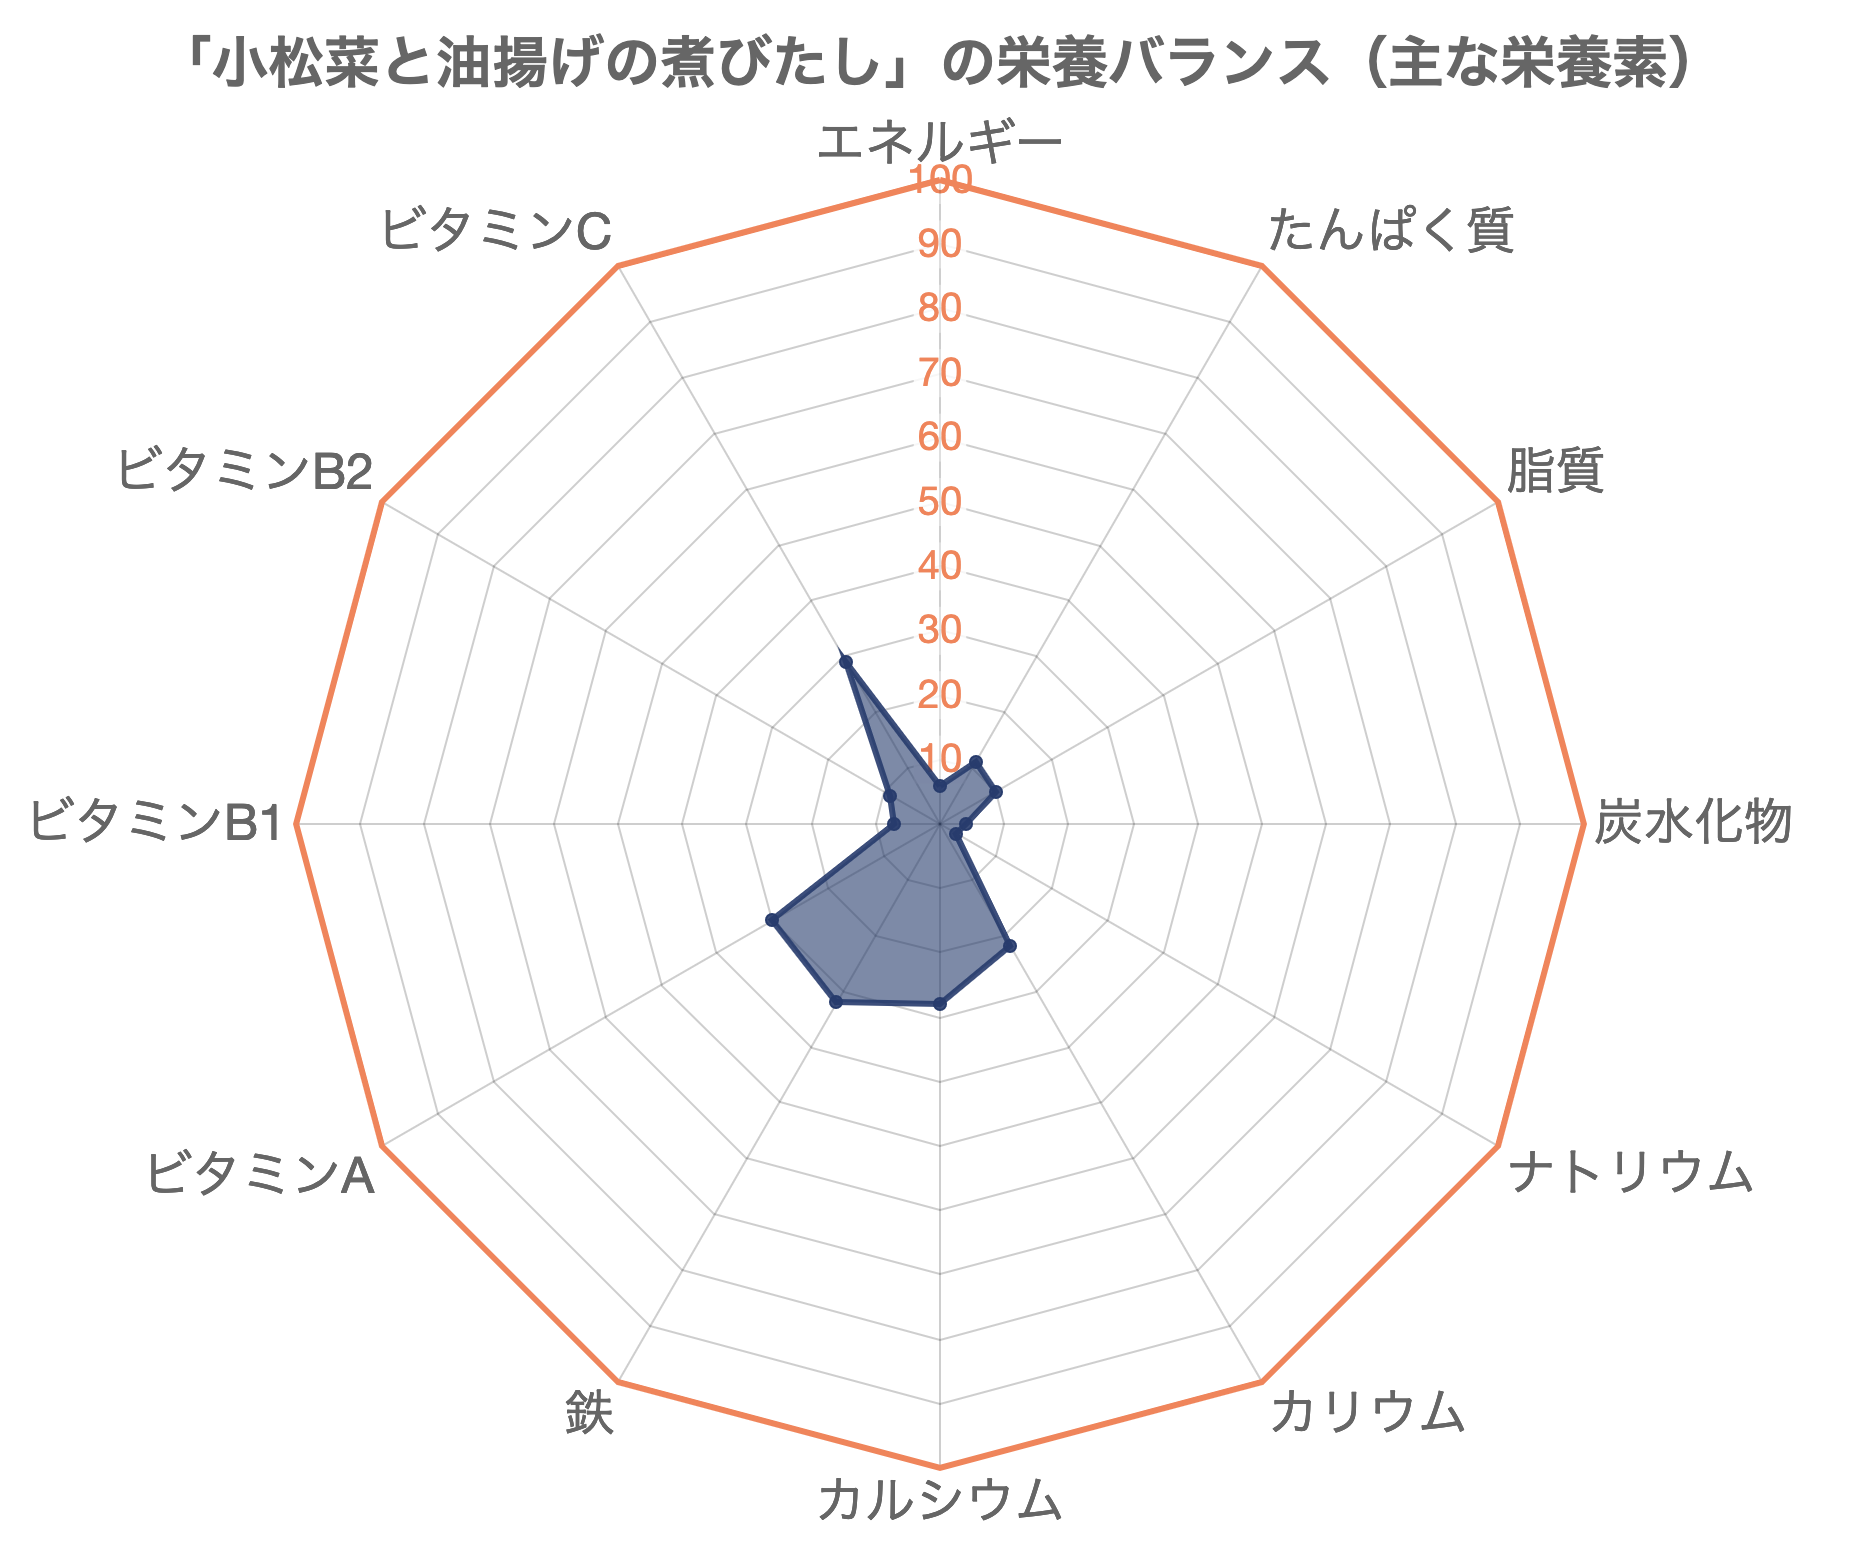 「小松菜と油揚げの煮びたし」の栄養バランス（主な栄養素）
エネルギー
たんぱく質
脂質
炭水化物
ナトリウム
カリウム
カルシウム
鉄
ビタミンA
ビタミンB1
ビタミンB2
ビタミンC
100
90
80
70
60
50
40
30
20
10